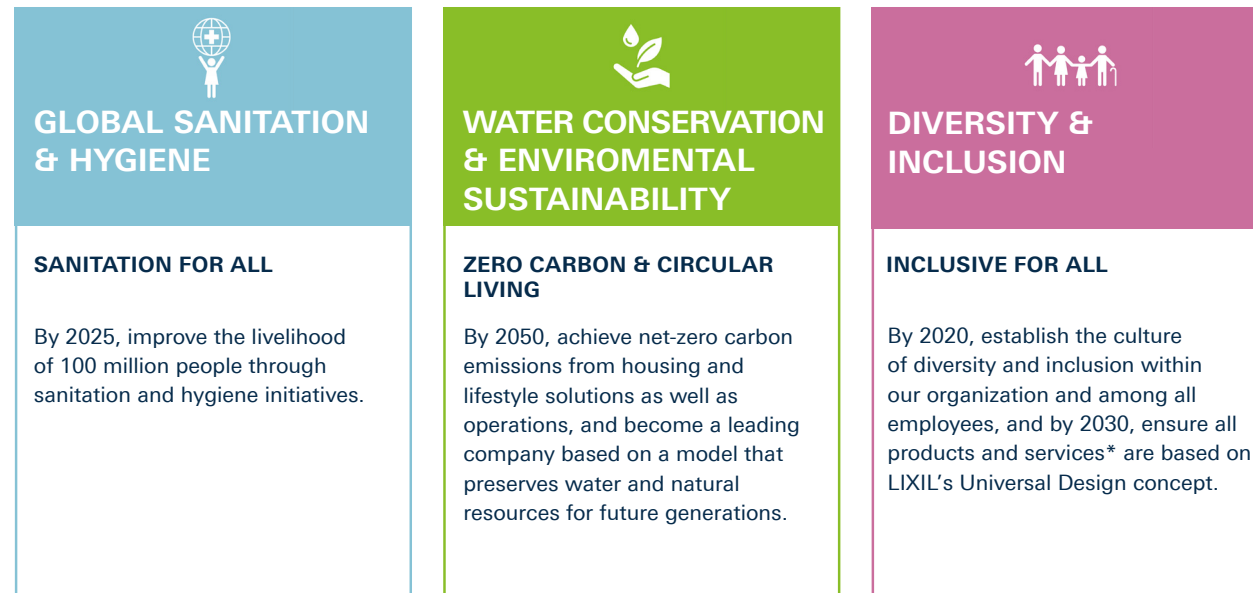 GLOBAL SANITATION
& HYGIENE
SANITATION FOR ALL
By 2025, improve the livelihood
of 100 million people through
sanitation and hygiene initiatives.
WATER CONSERVATION
& ENVIROMENTAL
SUSTAINABILITY
ZERO CARBON & CIRCULAR
LIVING
By 2050, achieve net-zero carbon
emissions from housing and
lifestyle solutions as well as
operations, and become a leading
company based on a model that
preserves water and natural
resources for future generations.
DIVERSITY &
INCLUSION
INCLUSIVE FOR ALL
By 2020, establish the culture
of diversity and inclusion within
our organization and among all
employees, and by 2030, ensure all
products and services* are based on
LIXIL’s Universal Design concept.